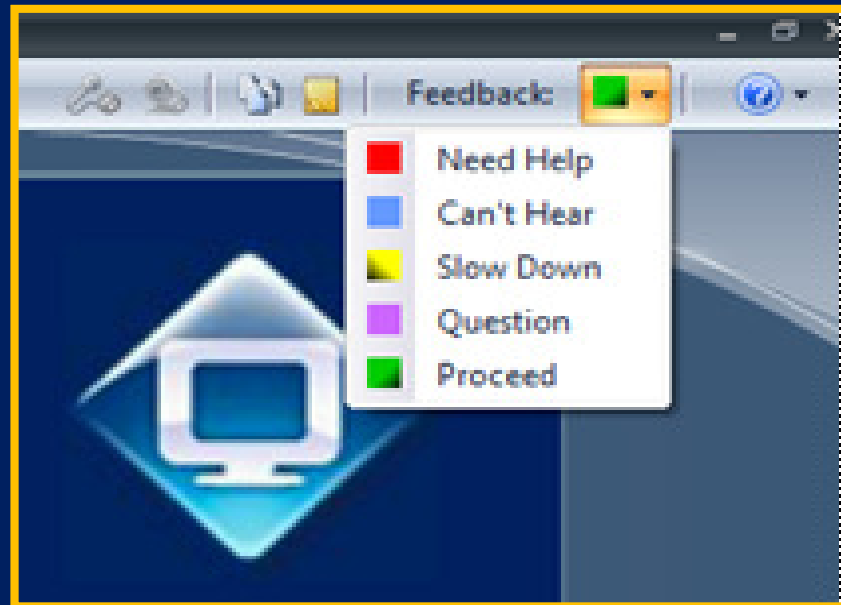 Feedback:
Need Help
Can't Hear
Slow Down
Question
Proceed